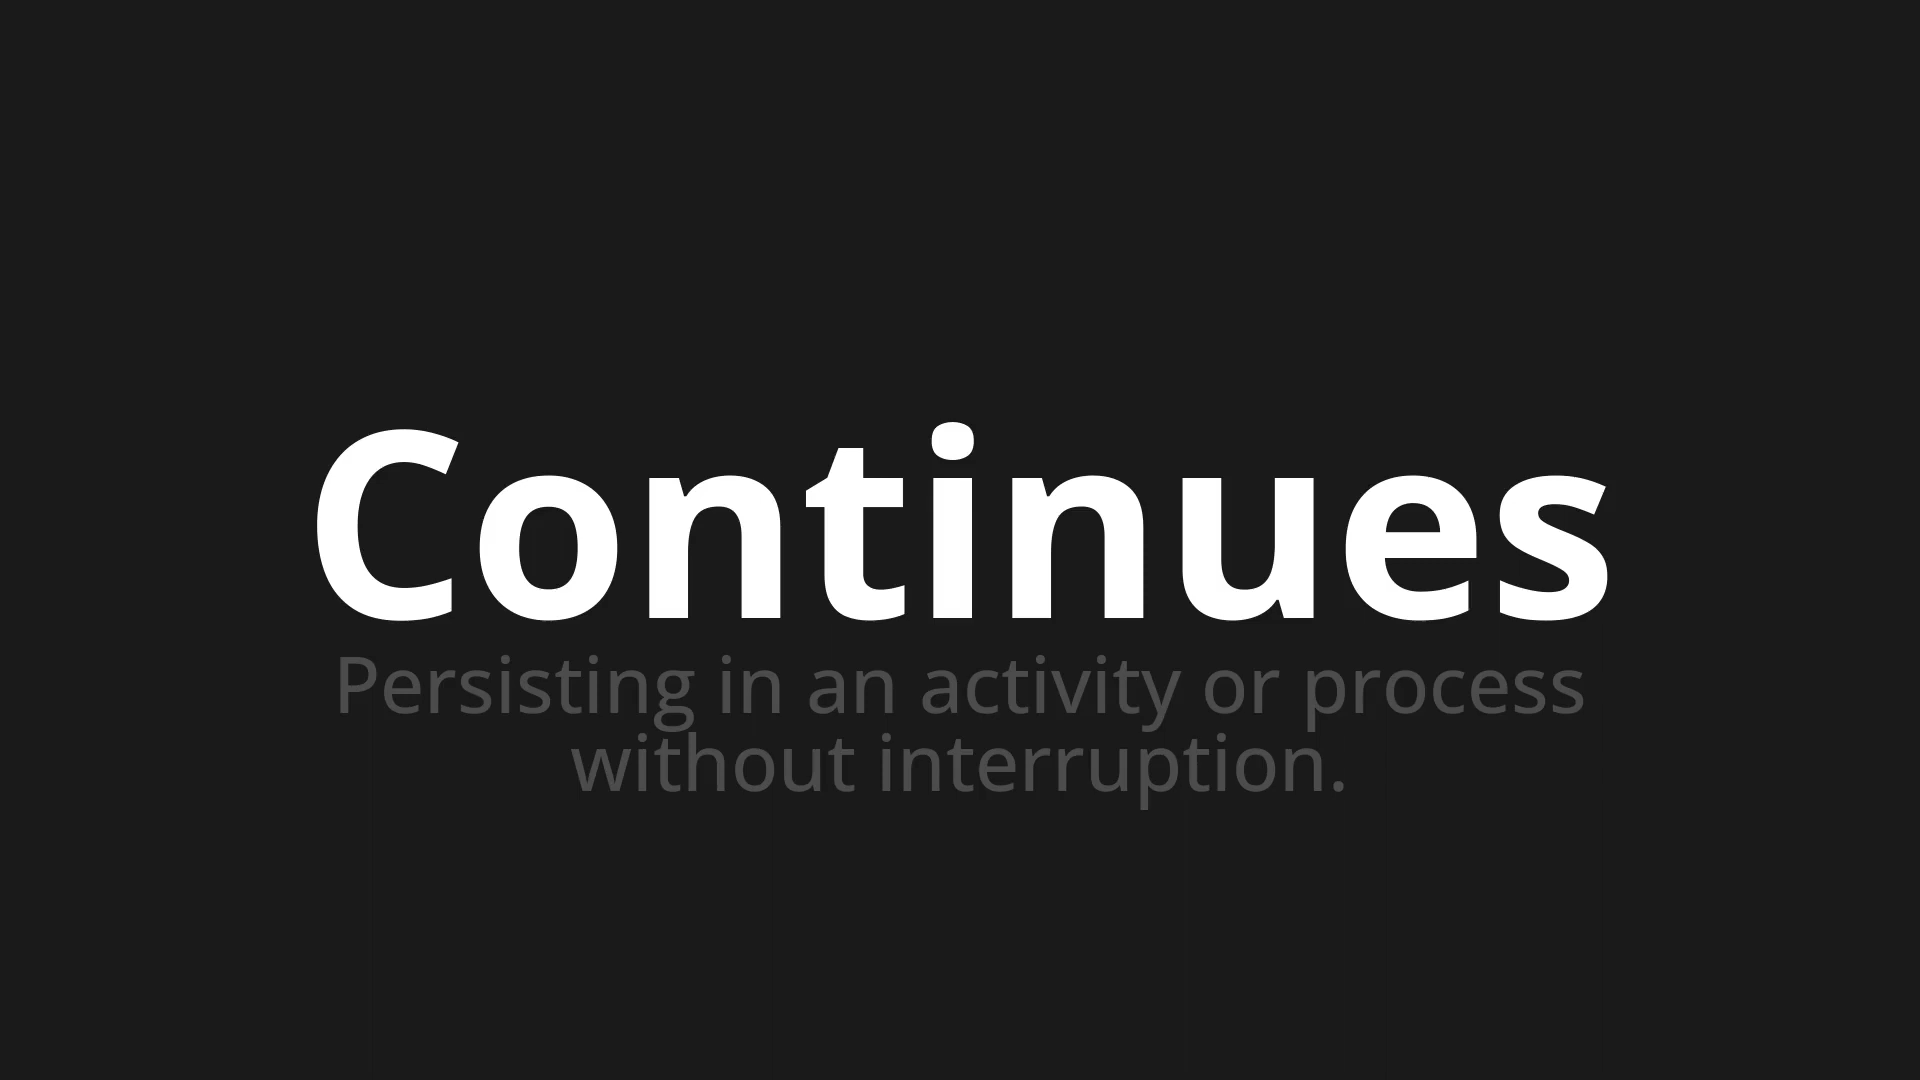 Continues
Persisting in an activity or process
without interruption.